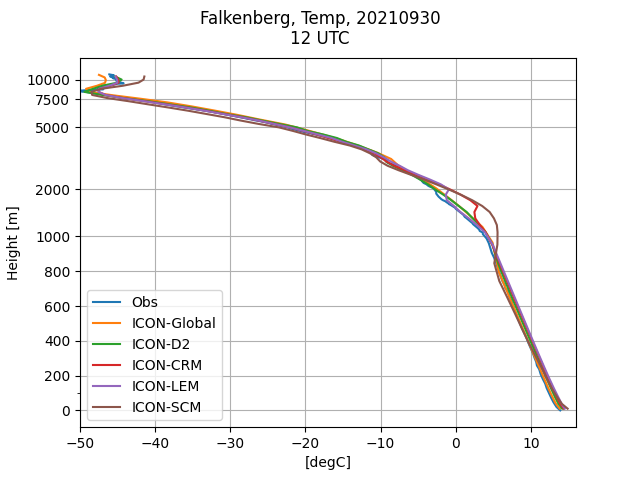 Falkenberg, Temp, 20210930
12 UTC
Height [m]
10000
7500
5000
2000
1000
800
600
400
200
0
Obs
ICON-Global
ICON-D2
ICON-CRM
ICON-LEM
ICON-SCM
−50 −40 −30 −20 −10 0 10
[degC]